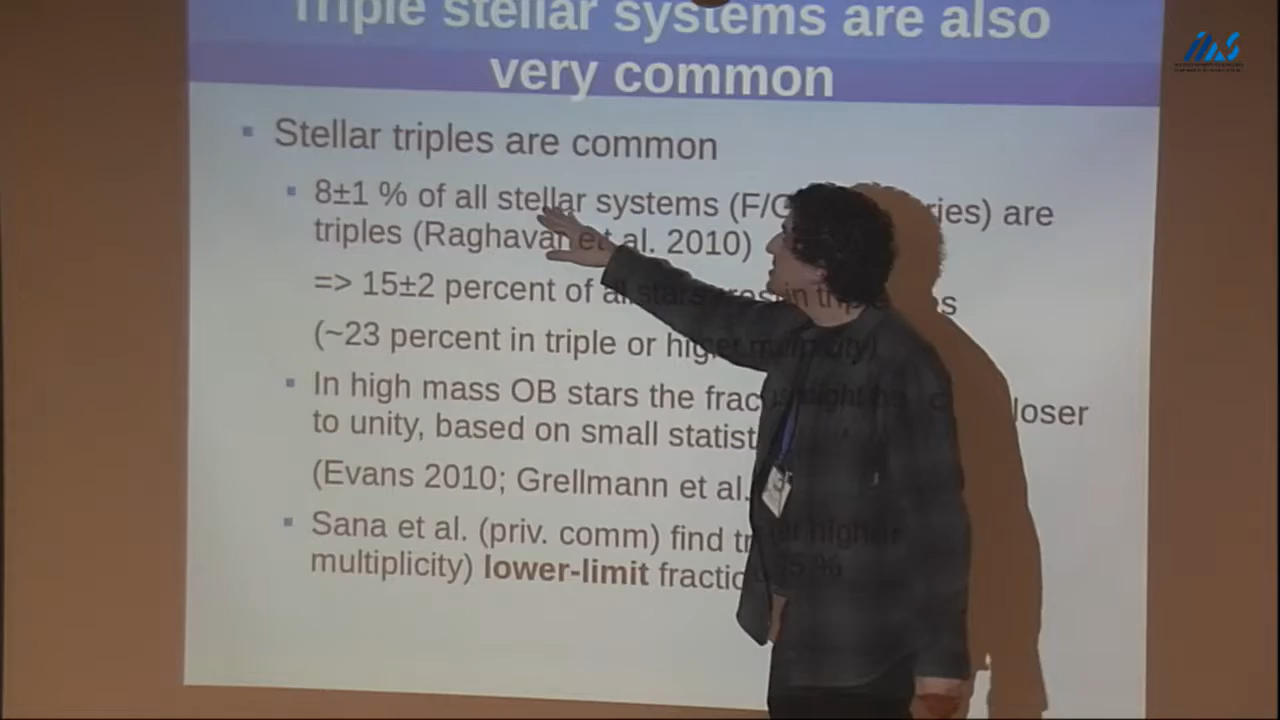 Triple stellar systems are also
very common
Stellar triples are common
8±1 % of all stellar systems (F/G ries) are
triples (Raghavan et al. 2010)
=> 15±2 percent of all stars are in triple s
(~23 percent in triple or higer multiplicity)
In high mass OB stars the frac might be loser
to unity, based on small statist
(Evans 2010; Grellmann et al.
Sana et al. (priv. comm) find tr higher
multiplicity) lower-limit fractio